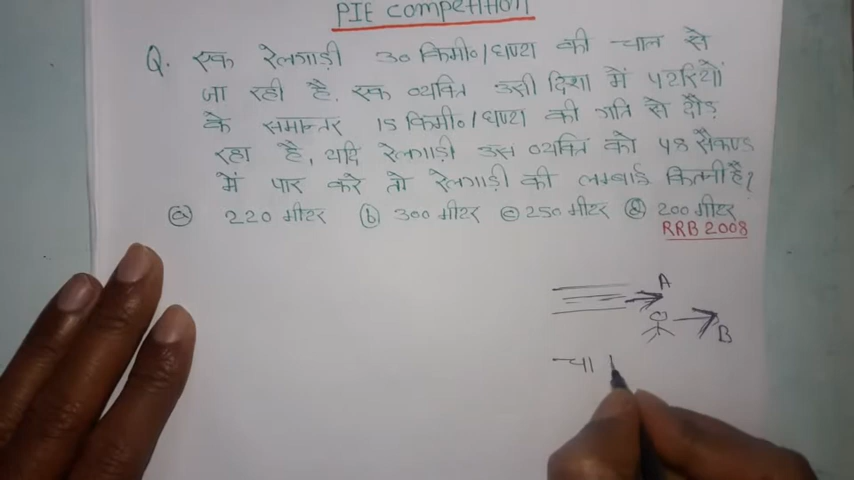 PIE Competition
Q. एक रेलगाड़ी 30 किमी०/घण्टा की चाल से
जा रही है, एक व्यक्ति उसी दिशा में पटरियों
के समान्तर 15 किमी०/घण्टा की गति से दौड़
रहा है, यदि रेलगाड़ी उस व्यक्ति को 48 सैकण्ड
में पार करे तो रेलगाड़ी की लम्बाई कितनी है?
(a) 220 मीटर (b) 300 मीटर (c) 250 मीटर (d) 200 मीटर
RRB 2008
A
B
चा